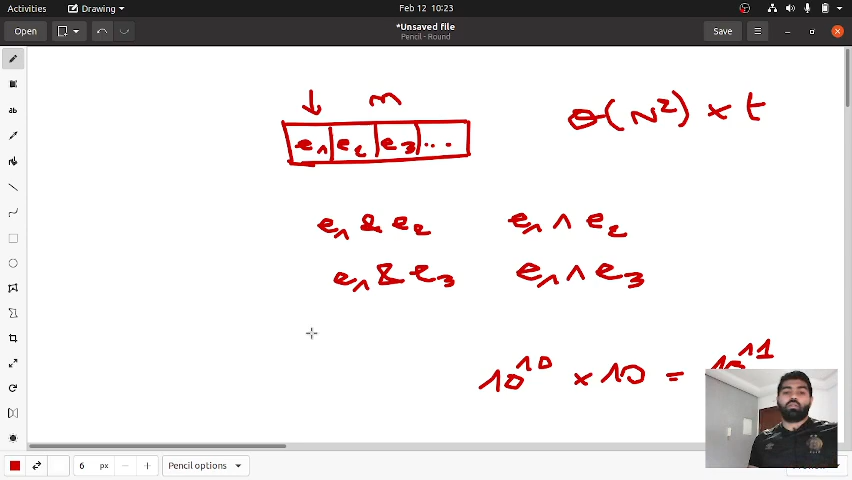 Activities Drawing Feb 12 10:23
Open *Unsaved file Save
Pencil - Round
m
Θ(N²) × t
e1 e2 e3 ...
e1 & e2 e1 ^ e2
e1 & e3 e1 ^ e3
10^10 × 10 = 10^11
6 px Pencil options